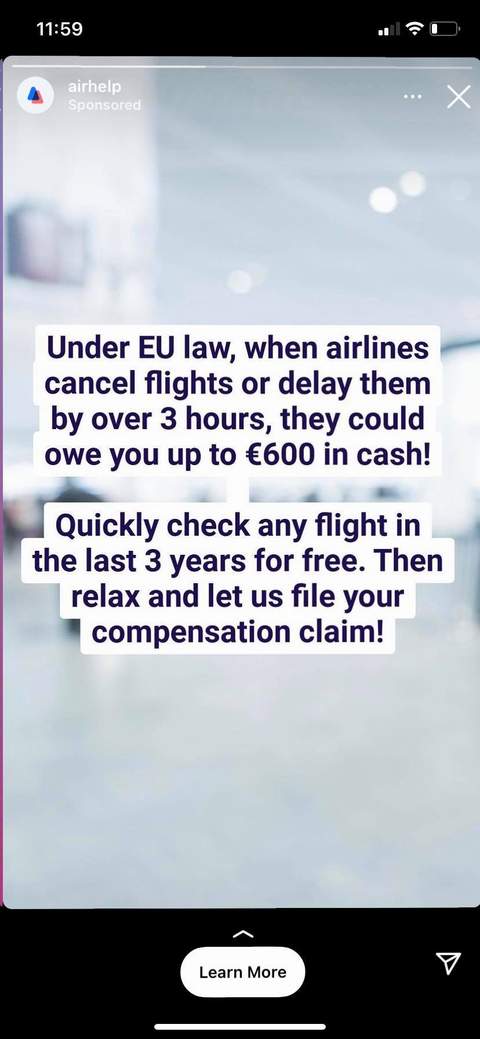 11:59
airhelp
Sponsored
Under EU law, when airlines
cancel flights or delay them
by over 3 hours, they could
owe you up to €600 in cash!
Quickly check any flight in
the last 3 years for free. Then
relax and let us file your
compensation claim!
Learn More